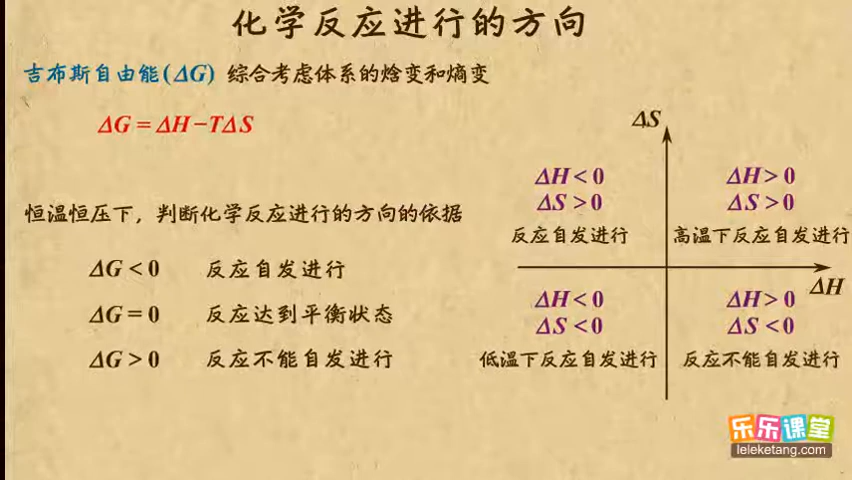 化学反应进行的方向
吉布斯自由能(ΔG) 综合考虑体系的焓变和熵变
ΔG = ΔH－TΔS
恒温恒压下，判断化学反应进行的方向的依据
ΔG < 0 反应自发进行
ΔG = 0 反应达到平衡状态
ΔG > 0 反应不能自发进行
ΔS
ΔH < 0
ΔS > 0
反应自发进行
ΔH > 0
ΔS > 0
高温下反应自发进行
ΔH
ΔH < 0
ΔS < 0
低温下反应自发进行
ΔH > 0
ΔS < 0
反应不能自发进行
乐乐课堂
leleketang.com